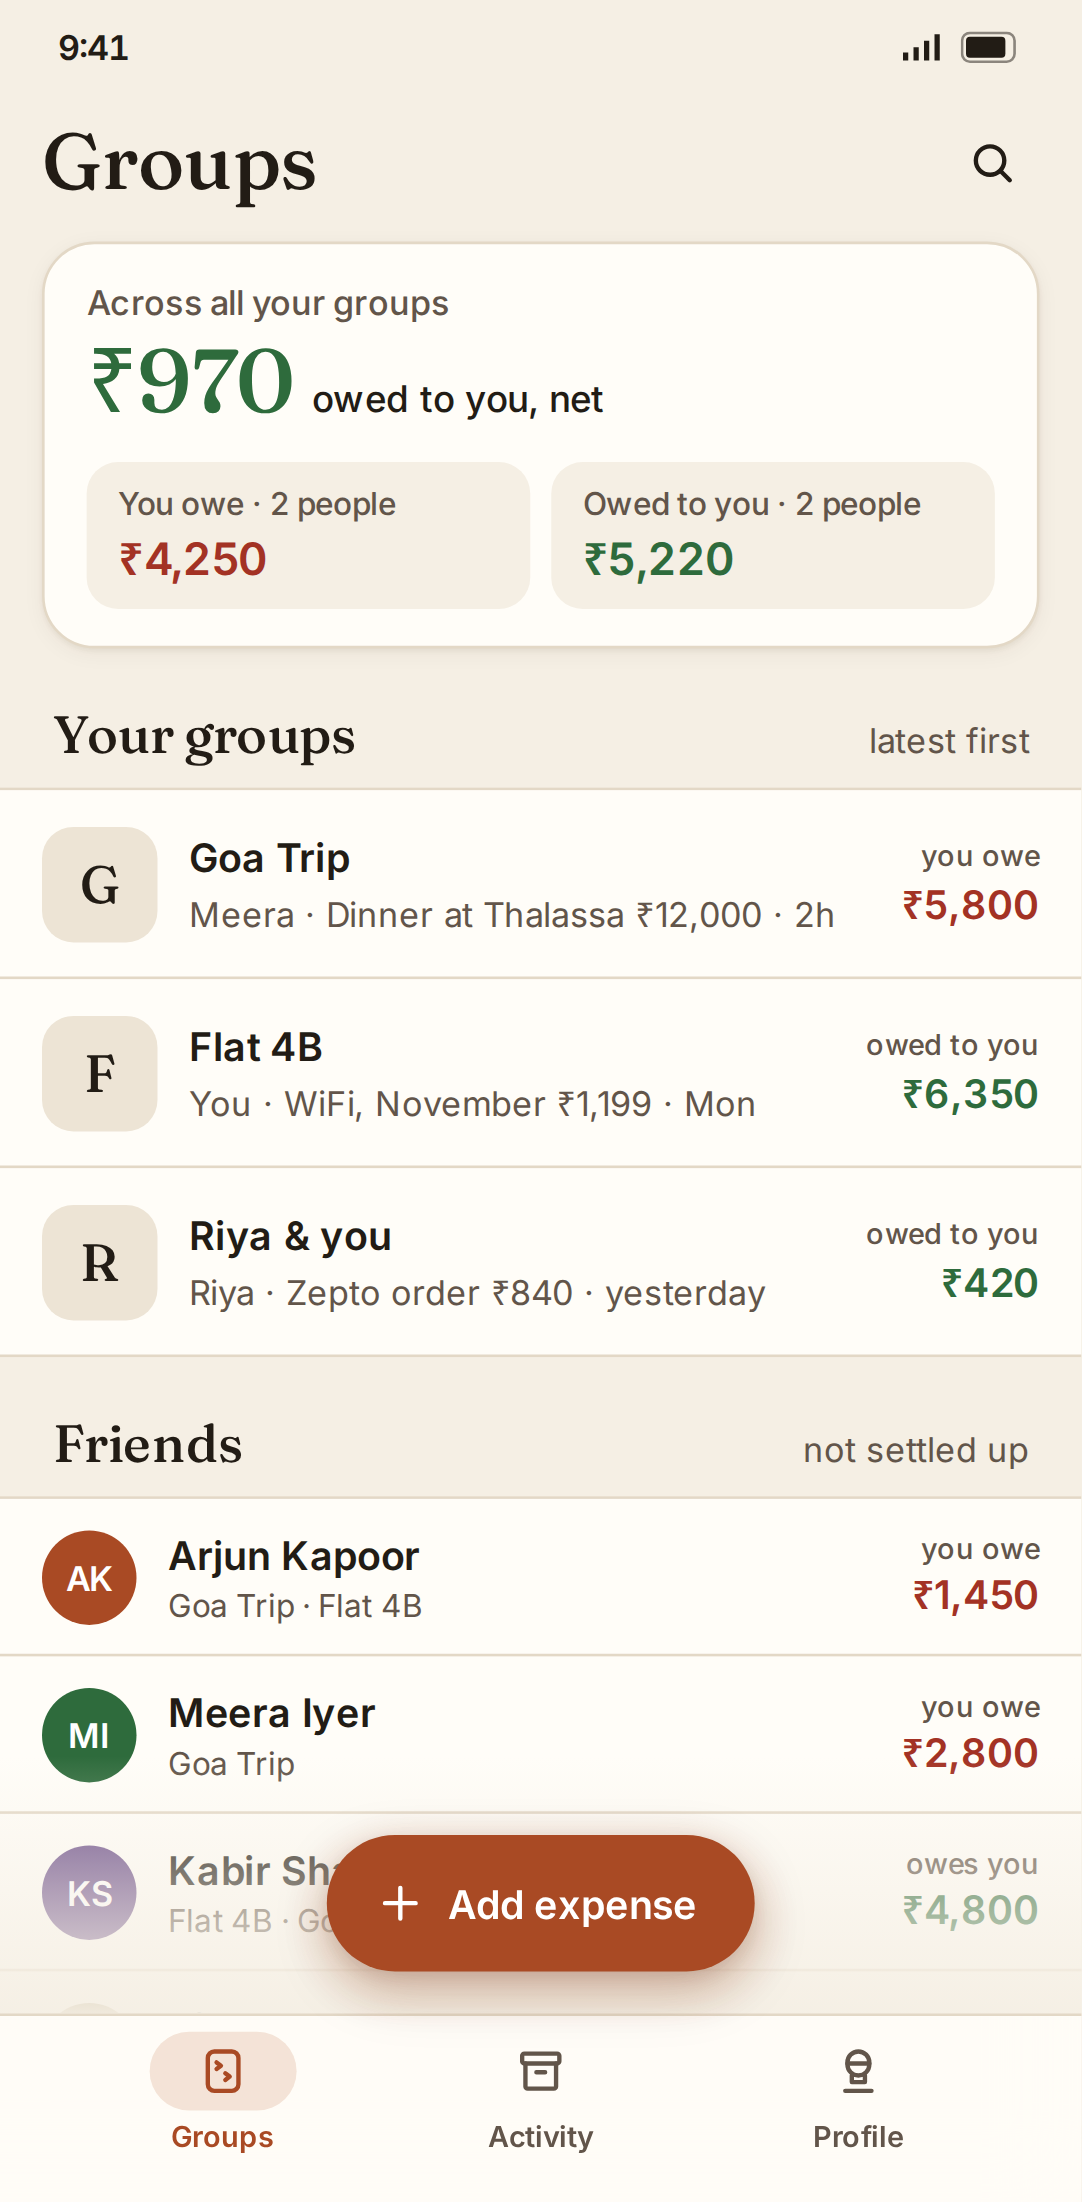 9:41
Groups
Across all your groups
₹970 owed to you, net
You owe · 2 people
₹4,250
Owed to you · 2 people
₹5,220
Your groups
latest first
G
Goa Trip
Meera · Dinner at Thalassa ₹12,000 · 2h
you owe
₹5,800
F
Flat 4B
You · WiFi, November ₹1,199 · Mon
owed to you
₹6,350
R
Riya & you
Riya · Zepto order ₹840 · yesterday
owed to you
₹420
Friends
not settled up
AK
Arjun Kapoor
Goa Trip · Flat 4B
you owe
₹1,450
MI
Meera Iyer
Goa Trip
you owe
₹2,800
KS
Kabir
Flat 4B ·
owes you
₹4,800
Add expense
Groups
Activity
Profile